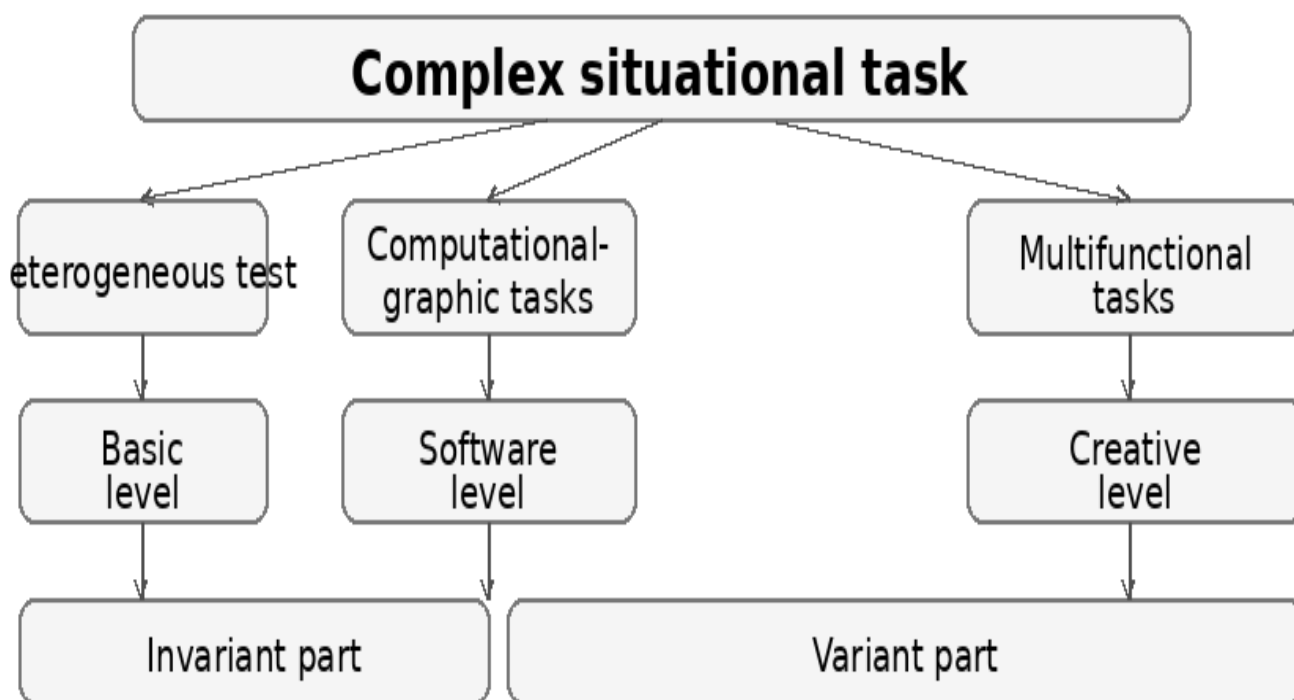 Complex situational task
eterogeneous test
Computational-
graphic tasks
Multifunctional
tasks
Basic
level
Software
level
Creative
level
Invariant part
Variant part